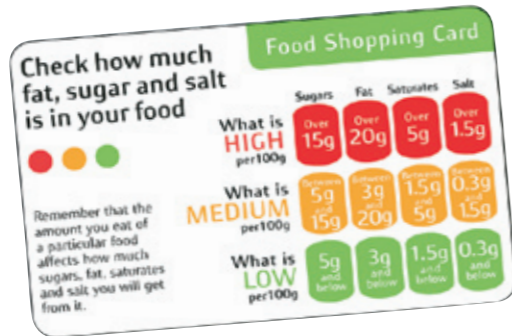 Food Shopping Card
Check how much
fat, sugar and salt
is in your food
Sugars Fat Saturates Salt
What is
HIGH
per100g
Over
15g
Over
20g
Over
5g
Over
1.5g
What is
MEDIUM
per100g
Between
5g
and
15g
Between
3g
and
20g
Between
1.5g
and
5g
Between
0.3g
and
1.5g
What is
LOW
per100g
5g
and
below
3g
and
below
1.5g
and
below
0.3g
and
below
Remember that the
amount you eat of
a particular food
affects how much
sugars, fat, saturates
and salt you will get
from it.